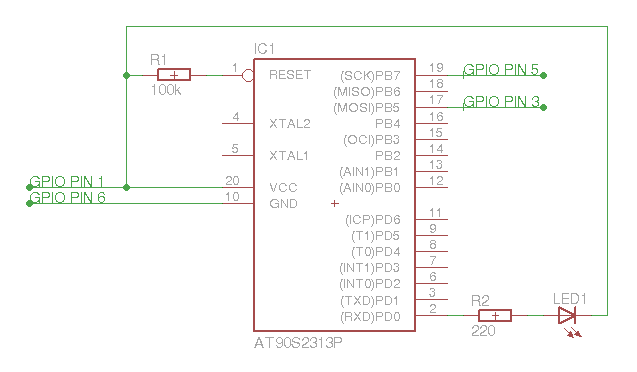 IC1
R1
1
RESET
100k
(SCK)PB7
19
GPIO PIN 5
(MISO)PB6
18
(MOSI)PB5
17
GPIO PIN 3
4
XTAL2
PB4
16
(OCI)PB3
15
5
XTAL1
PB2
14
(AIN1)PB1
13
GPIO PIN 1
20
VCC
(AIN0)PB0
12
GPIO PIN 6
10
GND
(ICP)PD6
11
(T1)PD5
9
(T0)PD4
8
(INT1)PD3
7
(INT0)PD2
6
(TXD)PD1
3
(RXD)PD0
2
R2
220
LED1
AT90S2313P